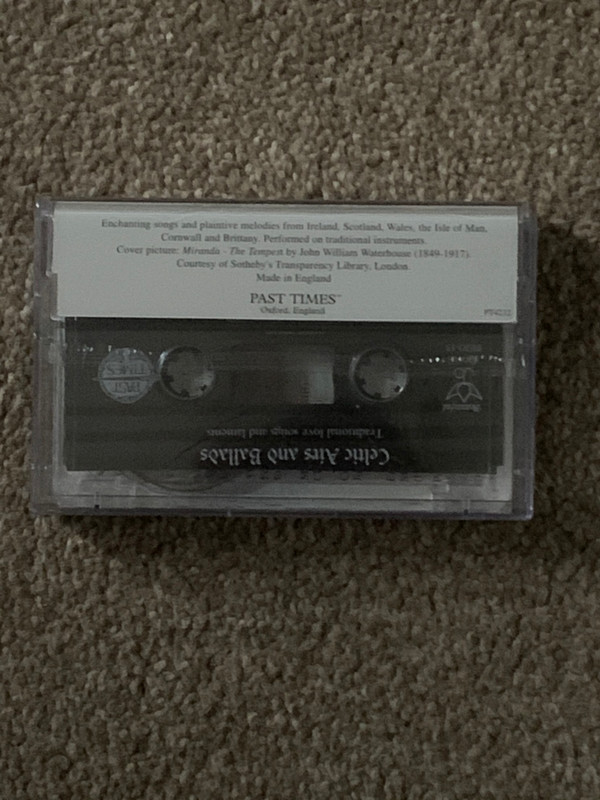 Enchanting songs and plaintive melodies from Ireland, Scotland, Wales, the Isle of Man,
Cornwall and Brittany. Performed on traditional instruments.
Cover picture: Miranda - The Tempest by John William Waterhouse (1849-1917).
Courtesy of Sotheby's Transparency Library, London.
Made in England
PAST TIMES™
Oxford, England
PAST
TIMES
Traditional love songs and laments
Celtic Airs and Ballads